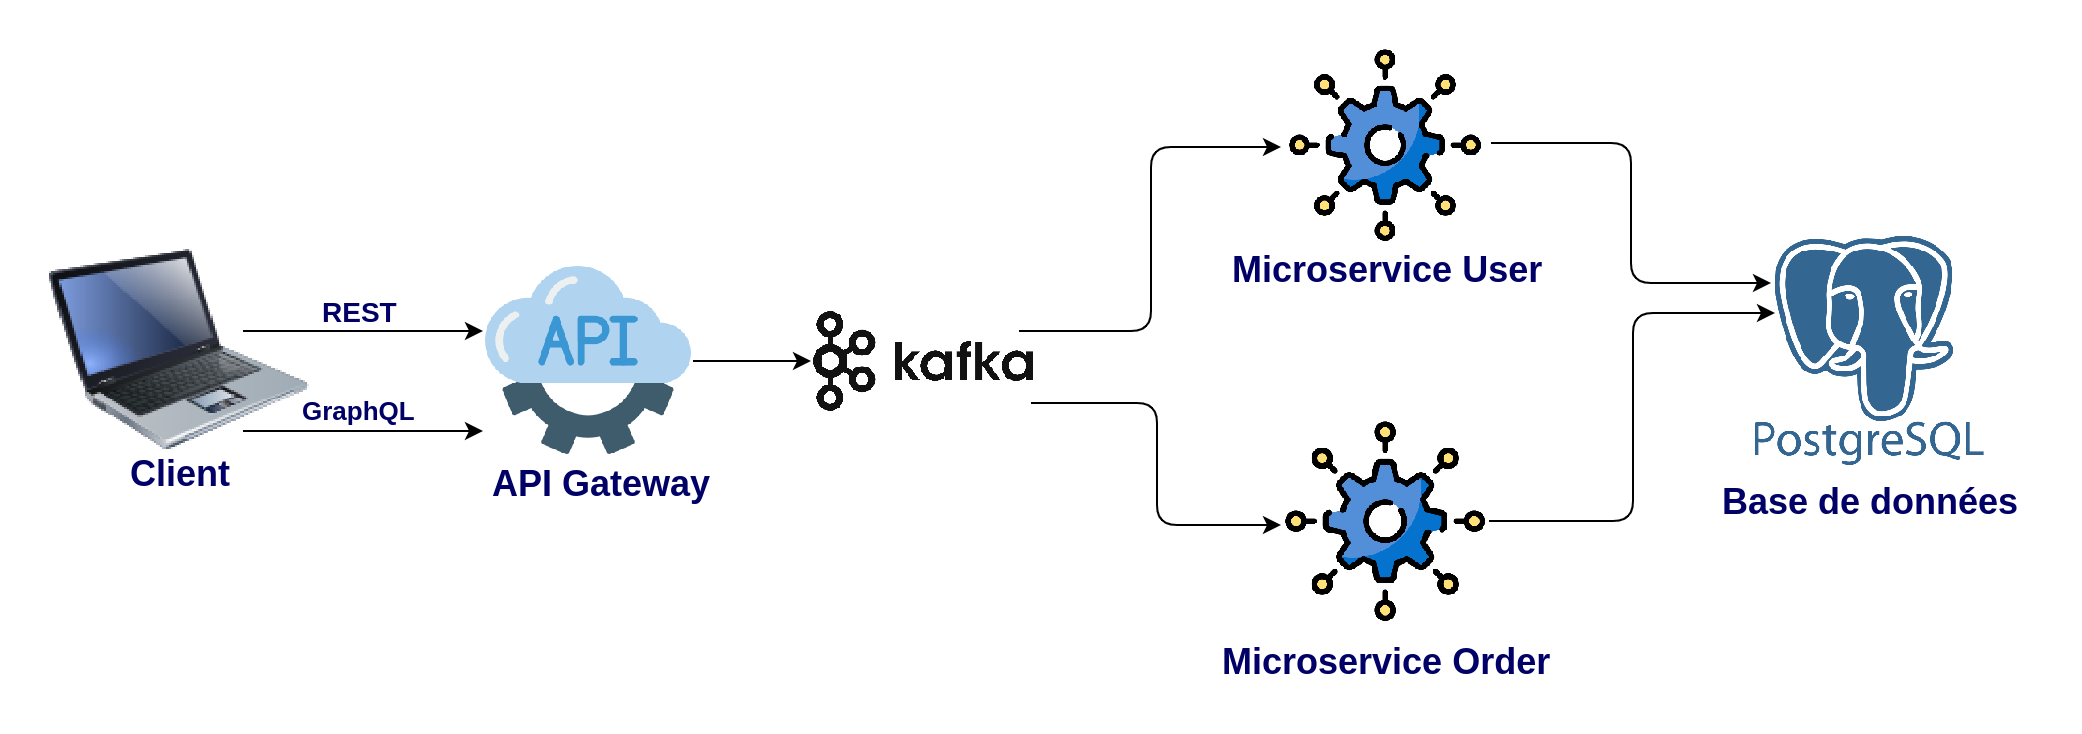 REST
GraphQL
Client
API
API Gateway
kafka
Microservice User
Microservice Order
PostgreSQL
Base de données